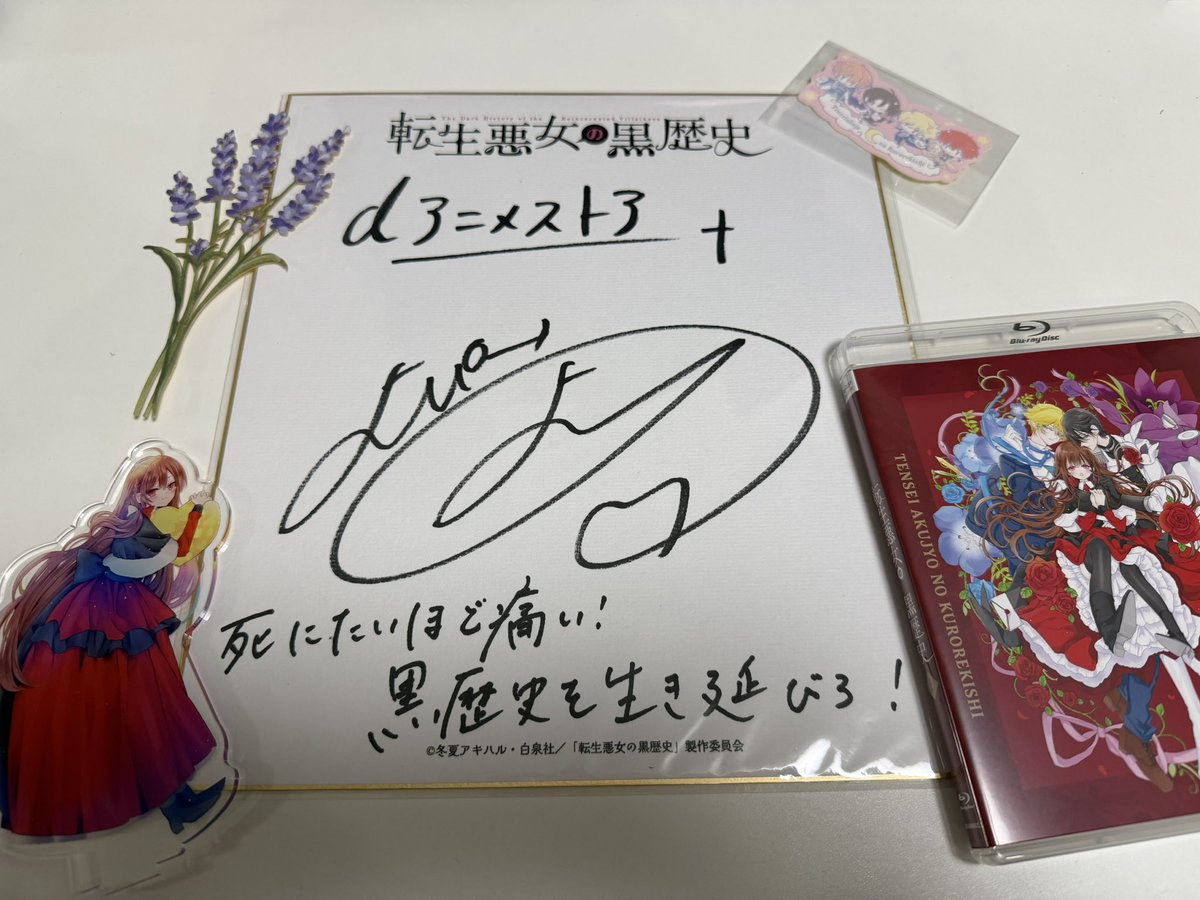 The Dark History of the Reincarnated Villainess
転生悪女の黒歴史
dアニメストア
死にたいほど痛い!
黒歴史を生き延びろ!
©冬夏アキハル・白泉社/「転生悪女の黒歴史」製作委員会
Blu-ray Disc
TENSEI AKUJYO NO KUROREKISHI